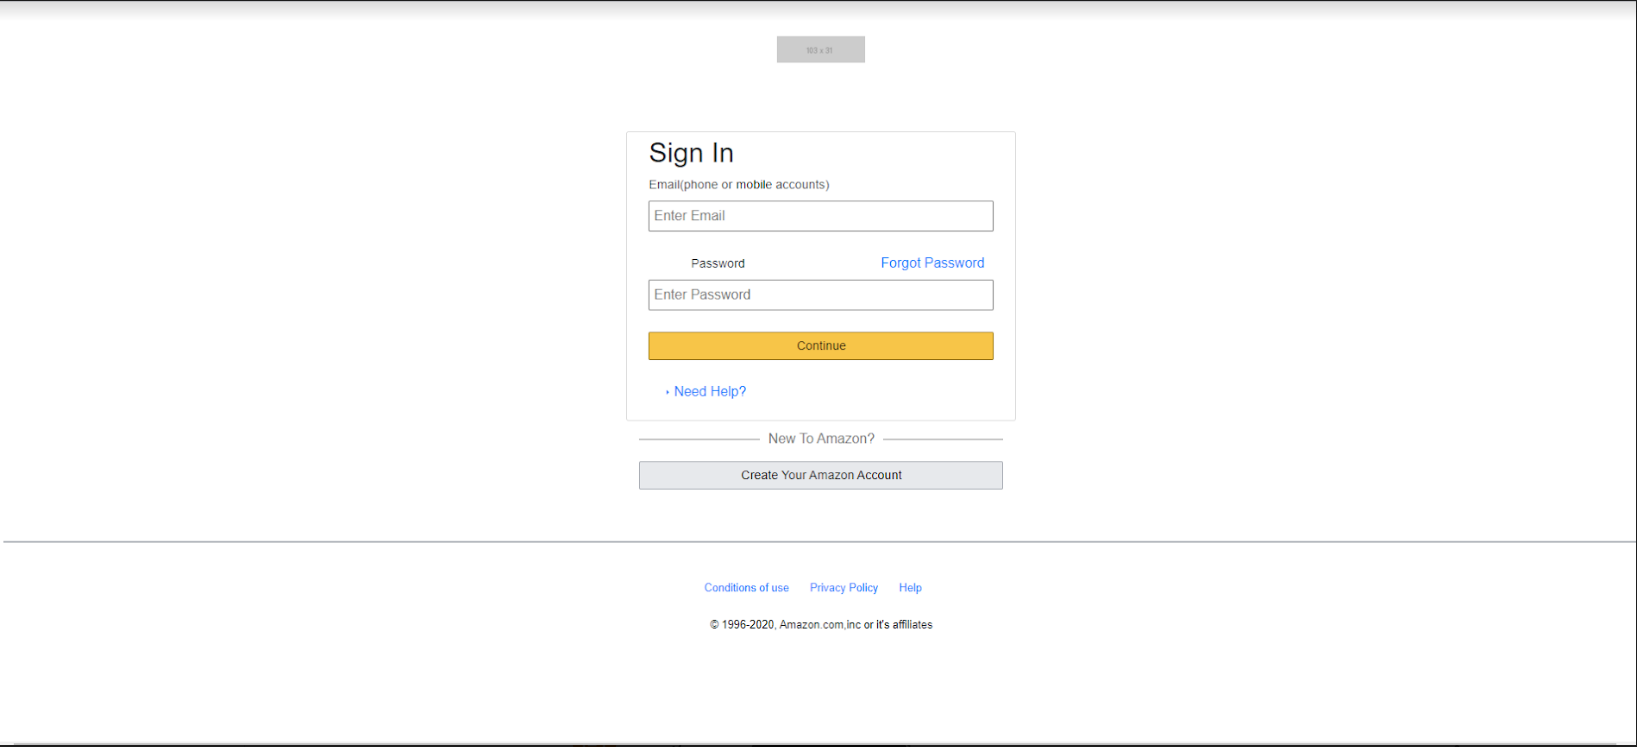 103 x 31
Sign In
Email(phone or mobile accounts)
Enter Email
Password Forgot Password
Enter Password
Continue
Need Help?
New To Amazon?
Create Your Amazon Account
Conditions of use Privacy Policy Help
© 1996-2020, Amazon.com,inc or it's affiliates